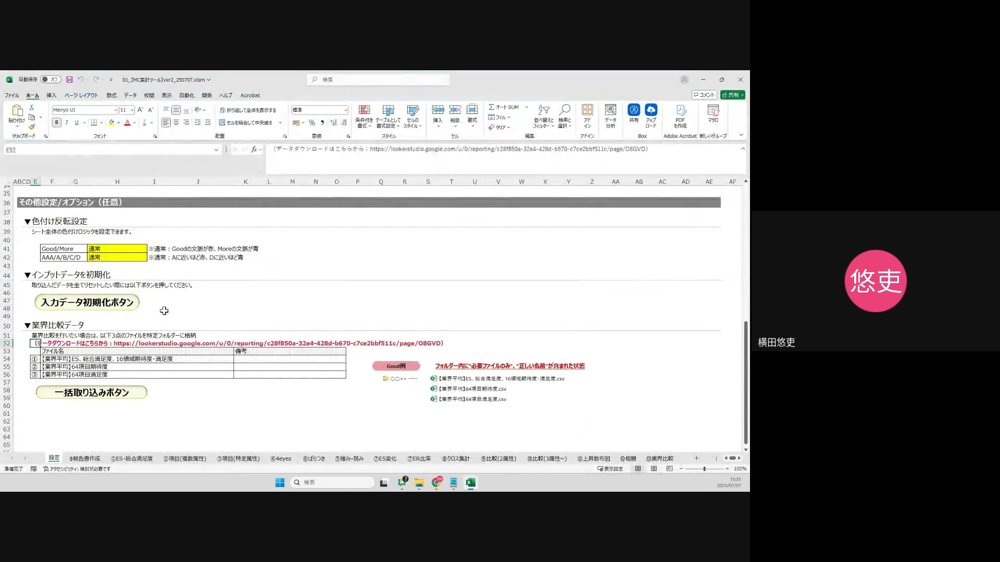 自動保存 オフ 01_【MC集計ツール】ver2_250707.xlsm 検索
ファイル ホーム 挿入 ページ レイアウト 数式 データ 校閲 表示 自動化 開発 ヘルプ Acrobat コメント 共有
貼り付け Meiryo UI 11 折り返して全体を表示する 標準 条件付き書式 テーブルとして書式設定 セルのスタイル 挿入 削除 書式 オート SUM フィル クリア 並べ替えとフィルター 検索と選択 アドイン データ分析 共有 アップロード PDFを作成 マクロ
B I U セルを結合して中央揃え
クリップボード フォント 配置 数値 スタイル セル 編集 アドイン Box Adobe Acrobat 新しいグループ
E52 fx （データダウンロードはこちらから：https://lookerstudio.google.com/u/0/reporting/c28f850a-32e4-428d-b670-c7ce2bbf511c/page/O8GVD）
A B C D E F G H I J K L M N O P Q R S T U V W X Y Z AA AB AC AD AE AF
34
35
36 その他設定/オプション（任意）
37
38 ▼色付け反転設定
39 シート全体の色付けロジックを設定できます。
40
41 Good/More 通常 ※通常：Goodの文脈が赤、Moreの文脈が青
42 AAA/A/B/C/D 通常 ※通常：Aに近いほど赤、Dに近いほど青
43
44 ▼インプットデータを初期化
45 取り込んだデータを全てリセットしたい際には以下ボタンを押してください。
46
47 入力データ初期化ボタン
48
49
50 ▼業界比較データ
51 業界比較を行いたい場合は、以下3点のファイルを特定フォルダーに格納
52 （データダウンロードはこちらから：https://lookerstudio.google.com/u/0/reporting/c28f850a-32e4-428d-b670-c7ce2bbf511c/page/O8GVD）
53 ファイル名 備考
54 ① 【業界平均】ES、総合満足度、16領域期待度・満足度
55 ② 【業界平均】64項目期待度 Good例 フォルダー内に"必要ファイルのみ"、"正しい名前"が含まれた状態
56 ③ 【業界平均】64項目満足度 〇〇×× 【業界平均】ES、総合満足度、16領域期待度・満足度.csv
57
58 一括取り込みボタン 【業界平均】64項目期待度.csv
59 【業界平均】64項目満足度.csv
60
61
62
63
64
65
設定 $報告書作成 ①ES・総合満足度 ②項目(複数属性) ③項目(特定属性) ④4eyes ⑥ばらつき ⑤強み・弱み ⑦ES変化 ⑦ER比率 ⑧クロス集計 ⑨比較(2属性) ⑩比較(3属性~) ⑪上昇散布図 ⑫相関 ⑬業界比較 +
準備完了 アクセシビリティ: 検討が必要です 表示設定 100%
検索 7 15:35
2025/07/07
悠吏
横田悠吏